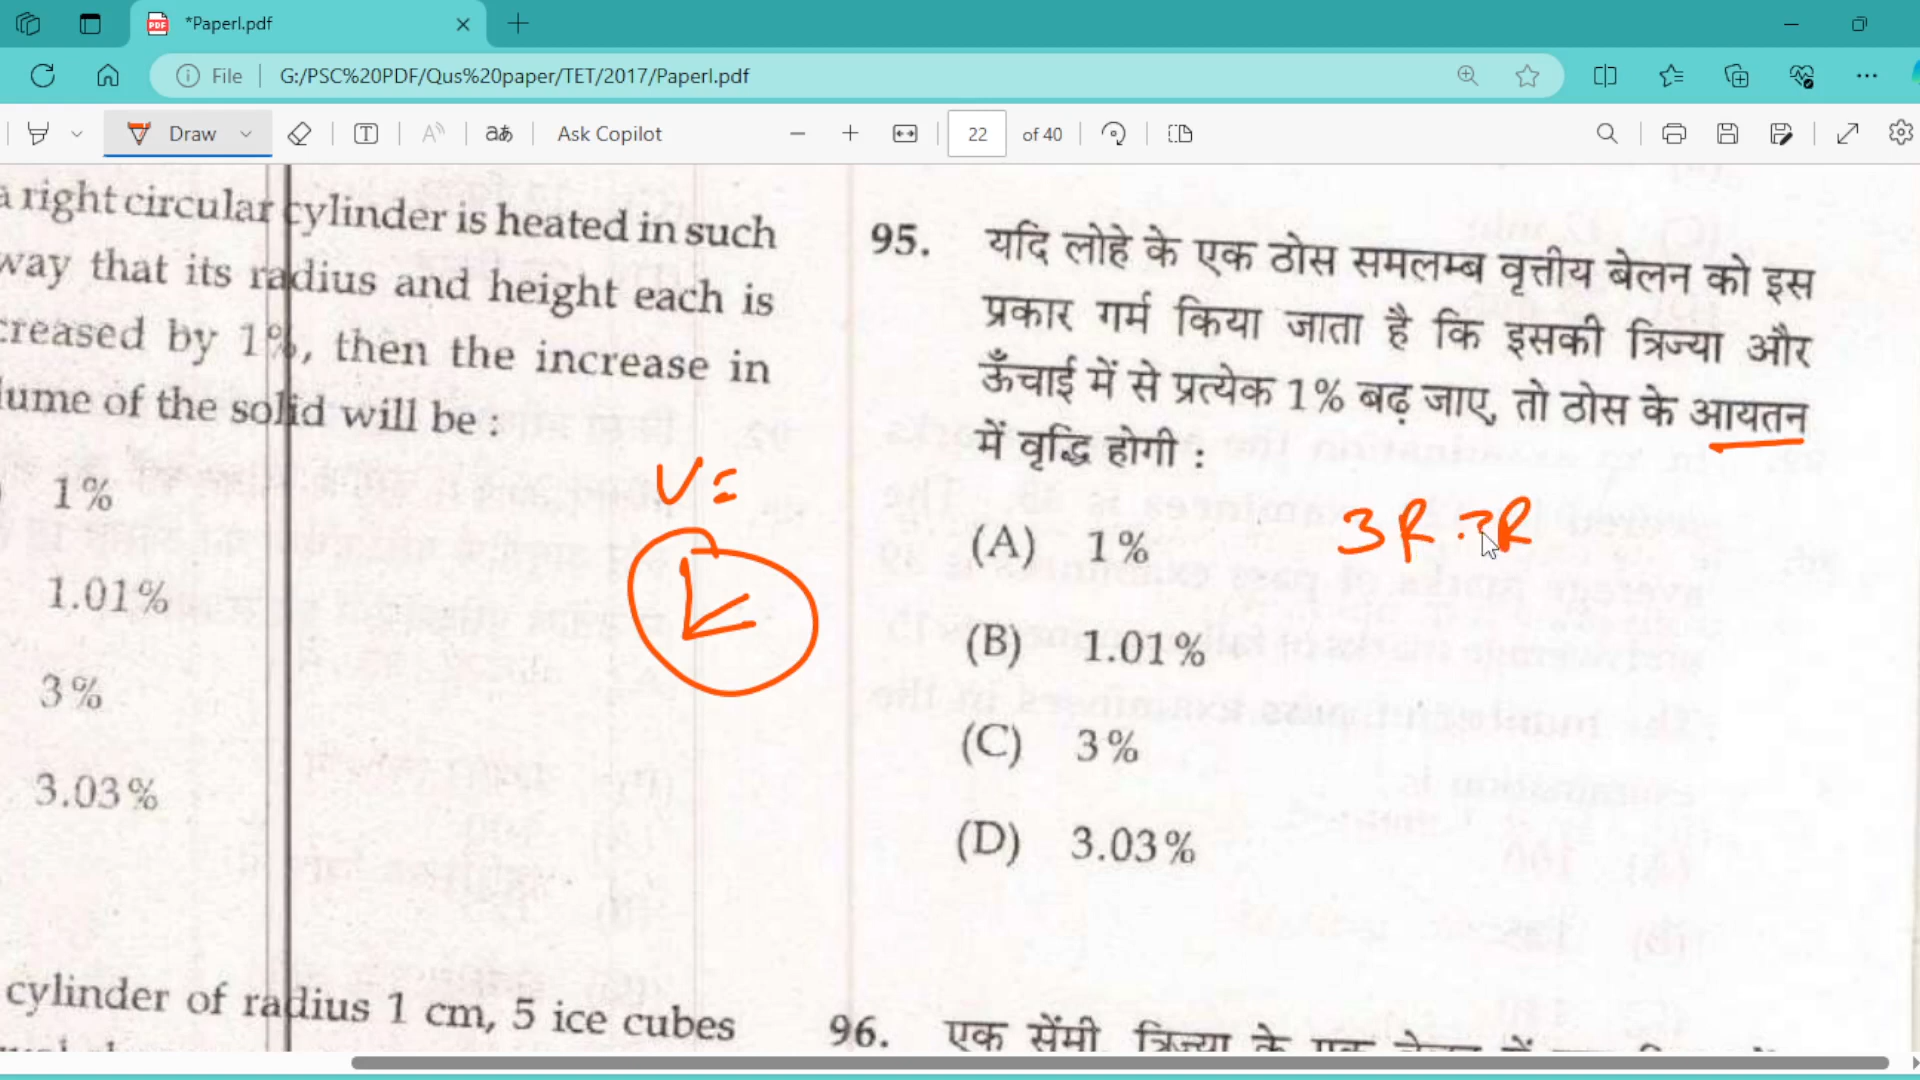 *Paperl.pdf
File
G:/PSC%20PDF/Qus%20paper/TET/2017/Paperl.pdf
Draw
aあ
Ask Copilot
22 of 40
a right circular cylinder is heated in such
way that its radius and height each is
creased by 1%, then the increase in
lume of the solid will be :
1%
1.01%
3%
3.03%
V =
cylinder of radius 1 cm, 5 ice cubes
95. यदि लोहे के एक ठोस समलम्ब वृत्तीय बेलन को इस
प्रकार गर्म किया जाता है कि इसकी त्रिज्या और
ऊँचाई में से प्रत्येक 1% बढ़ जाए, तो ठोस के आयतन
में वृद्धि होगी :
(A) 1%
(B) 1.01%
(C) 3%
(D) 3.03%
96. एक सेंमी त्रिज्या के एक बेलन में